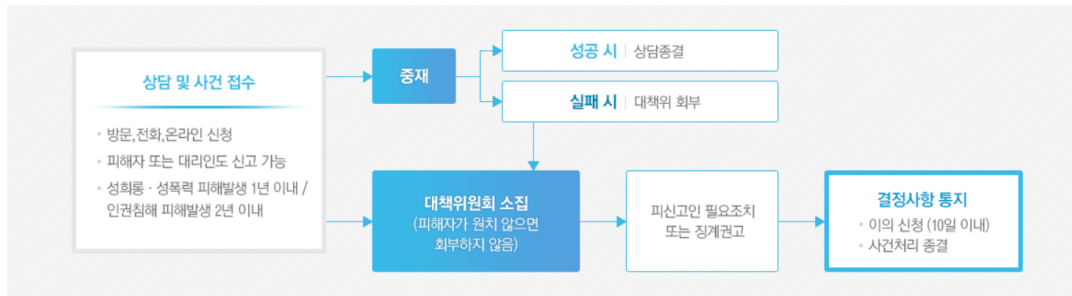 상담 및 사건 접수
◦ 방문,전화,온라인 신청
◦ 피해자 또는 대리인도 신고 가능
◦ 성희롱 · 성폭력 피해발생 1년 이내 /
인권침해 피해발생 2년 이내
중재
성공 시 | 상담종결
실패 시 | 대책위 회부
대책위원회 소집
(피해자가 원치 않으면
회부하지 않음)
피신고인 필요조치
또는 징계권고
결정사항 통지
◦ 이의 신청 (10일 이내)
◦ 사건처리 종결